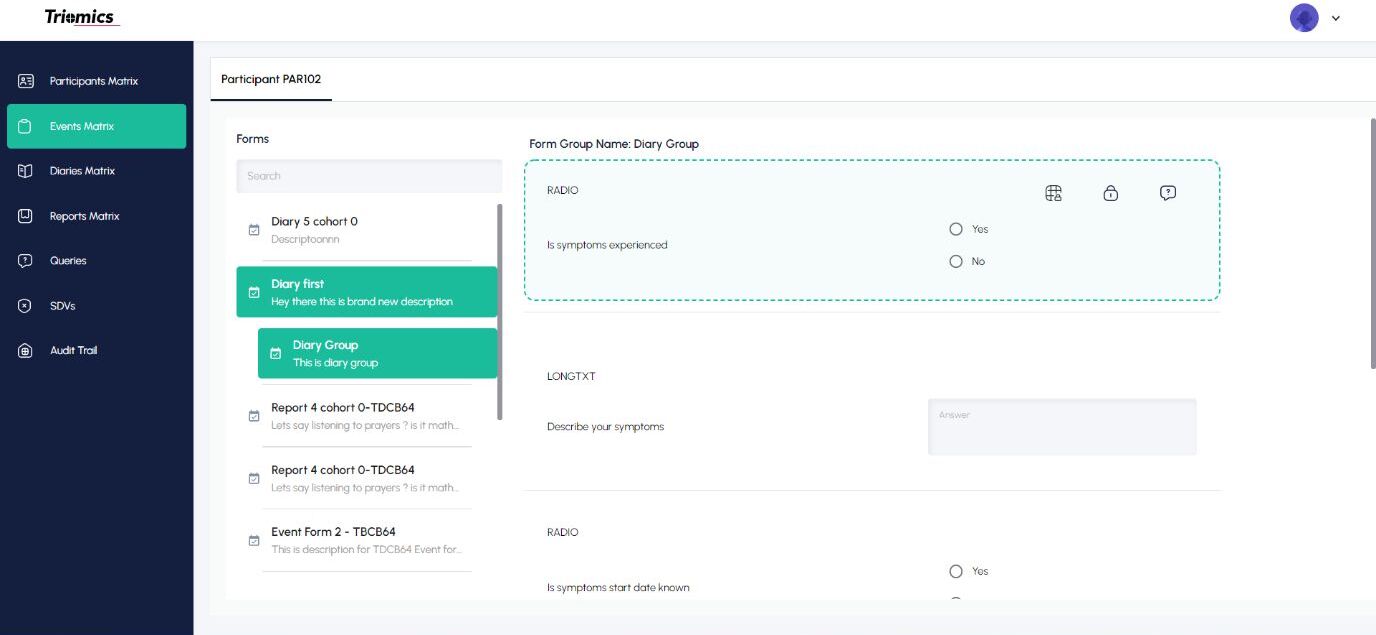 Triomics
Participants Matrix
Events Matrix
Diaries Matrix
Reports Matrix
Queries
SDVs
Audit Trail
Participant PAR102
Forms
Search
Diary 5 cohort 0
Descriptoonnn
Diary first
Hey there this is brand new description
Diary Group
This is diary group
Report 4 cohort 0-TDCB64
Lets say listening to prayers ? is it math...
Report 4 cohort 0-TDCB64
Lets say listening to prayers ? is it math...
Event Form 2 - TBCB64
This is description for TDCB64 Event for...
Form Group Name: Diary Group
RADIO
Is symptoms experienced
Yes
No
LONGTXT
Describe your symptoms
Answer
RADIO
Is symptoms start date known
Yes